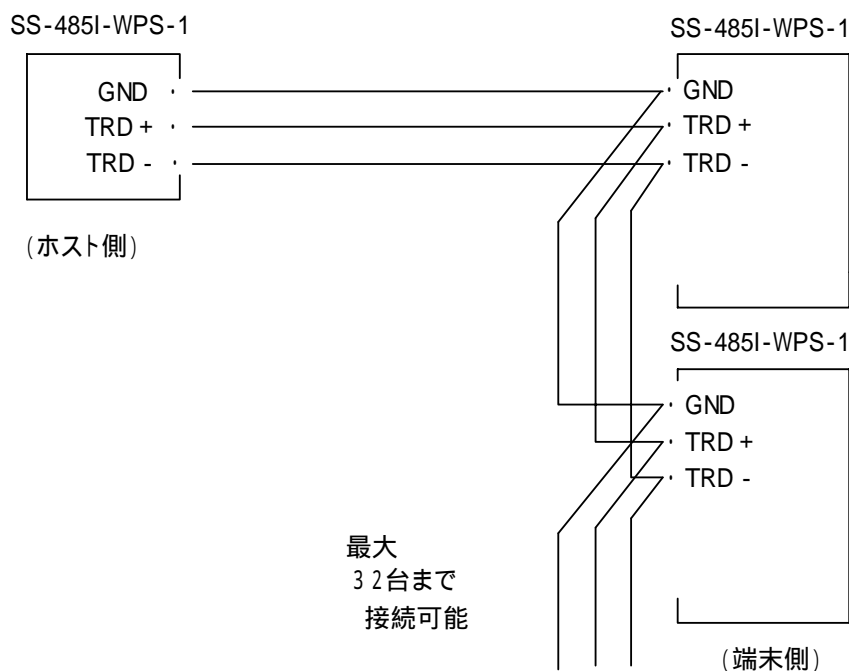 SS-485I-WPS-1
GND
TRD +
TRD -
(ホスト側)
SS-485I-WPS-1
GND
TRD +
TRD -
SS-485I-WPS-1
GND
TRD +
TRD -
最大
32台まで
接続可能
(端末側)